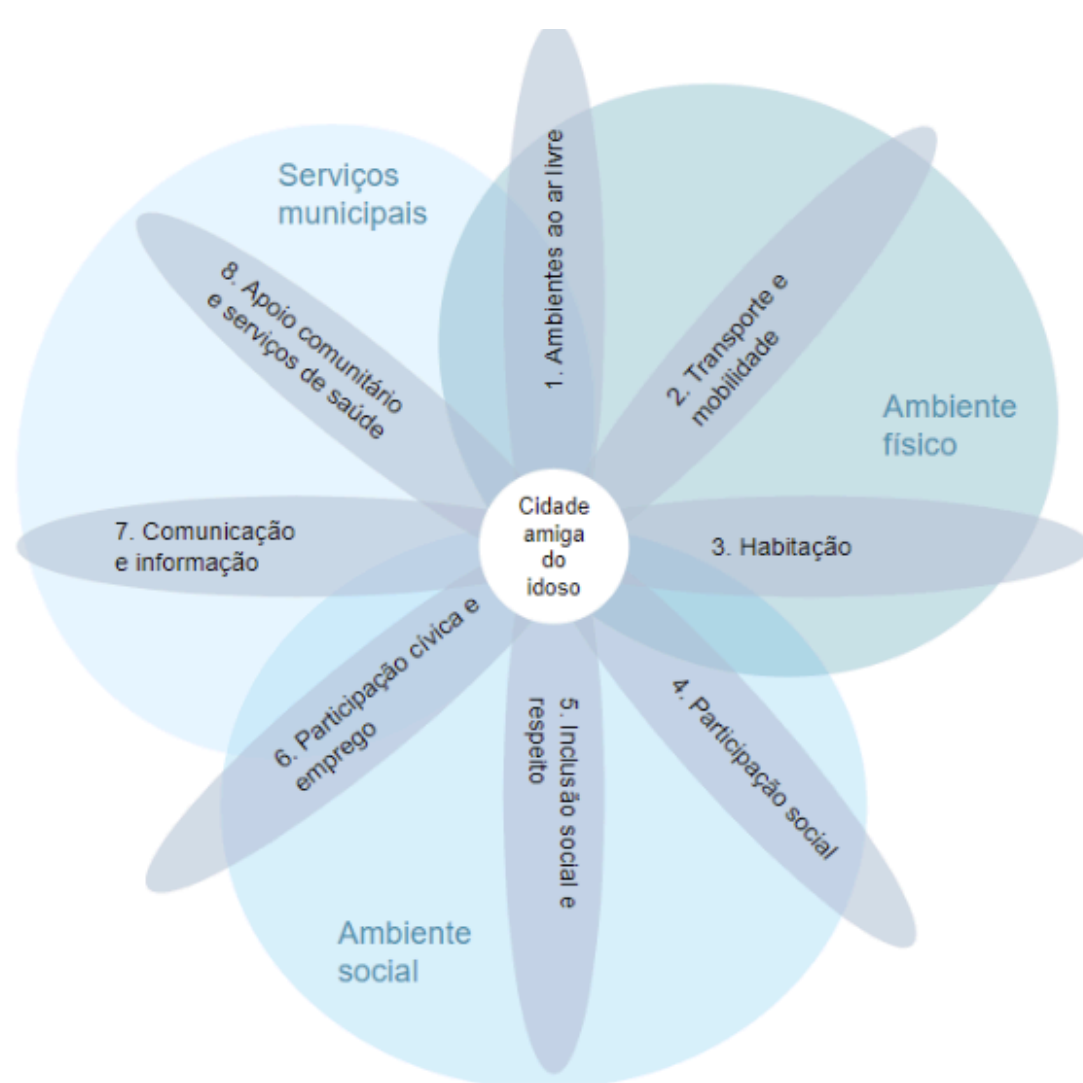 Serviços
municipais
1. Ambientes ao ar livre
2. Transporte e
mobilidade
Ambiente
físico
3. Habitação
4. Participação social
5. Inclusão social e
respeito
6. Participação cívica e
emprego
7. Comunicação
e informação
8. Apoio comunitário
e serviços de saúde
Cidade
amiga
do
idoso
Ambiente
social